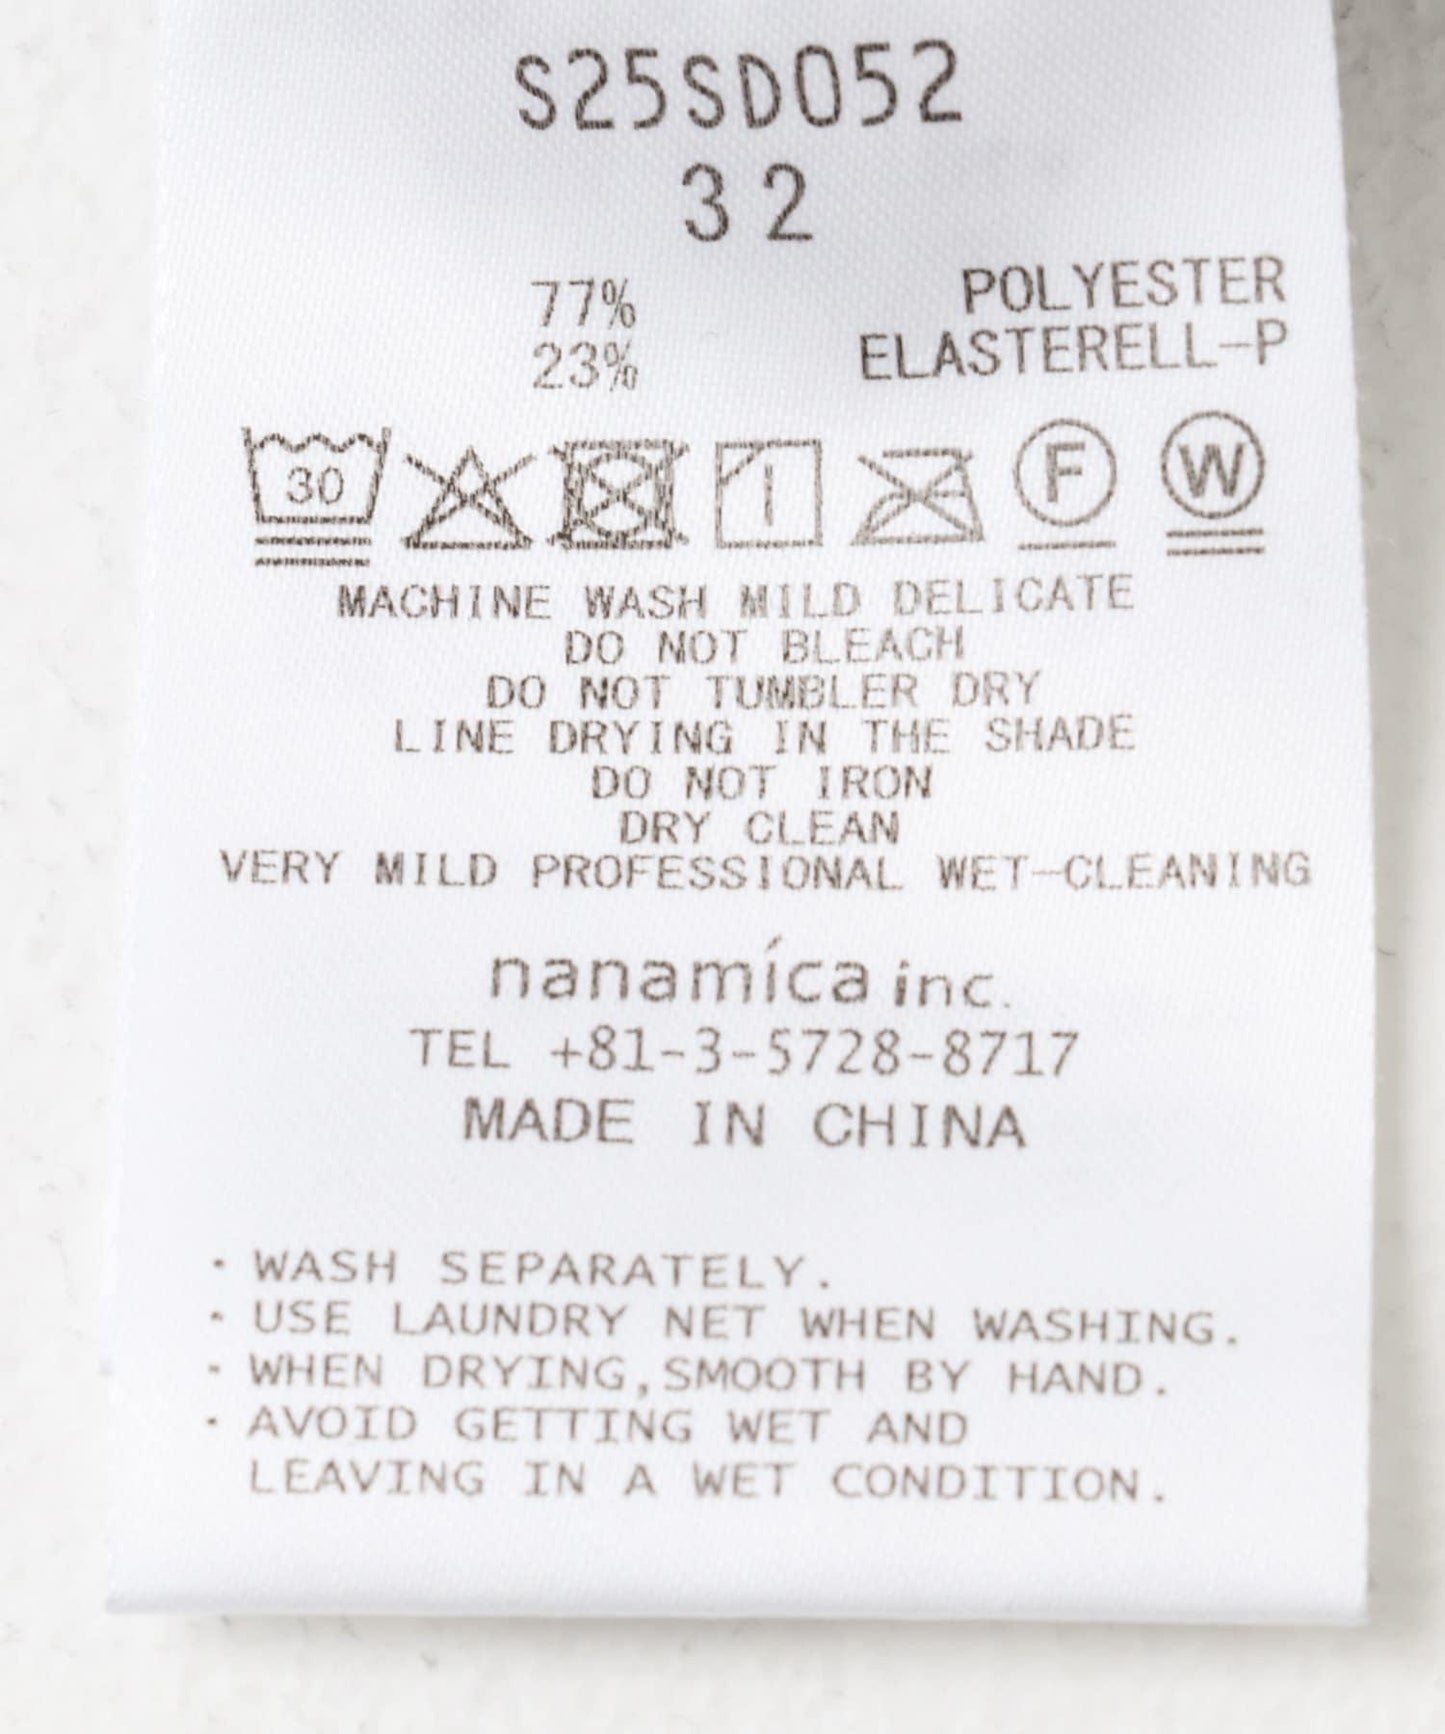 S25SD052
32
77% POLYESTER
23% ELASTERELL-P
30 F W
MACHINE WASH MILD DELICATE
DO NOT BLEACH
DO NOT TUMBLER DRY
LINE DRYING IN THE SHADE
DO NOT IRON
DRY CLEAN
VERY MILD PROFESSIONAL WET-CLEANING
nanamíca inc.
TEL +81-3-5728-8717
MADE IN CHINA
・WASH SEPARATELY.
・USE LAUNDRY NET WHEN WASHING.
・WHEN DRYING,SMOOTH BY HAND.
・AVOID GETTING WET AND
LEAVING IN A WET CONDITION.